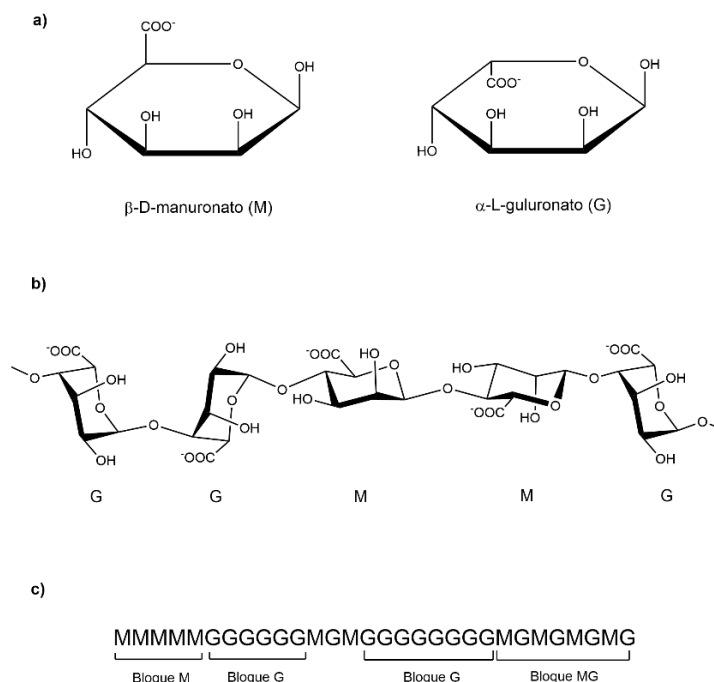 a)
COO⁻
O
OH
OH
OH
HO
β-D-manuronato (M)
O
COO⁻
OH
OH
OH
HO
α-L-guluronato (G)
b)
⁻OOC
O
OH
O
OH
O
OH
O
OH
⁻OOC
O
⁻OOC
OH
O
HO
O
HO
⁻OOC
HO
O
O
⁻OOC
OH
O
OH
O
G G M M G
c)
MMMMMGGGGGGMGMGGGGGGGGMGMGMGMG
Bloque M Bloque G Bloque G Bloque MG